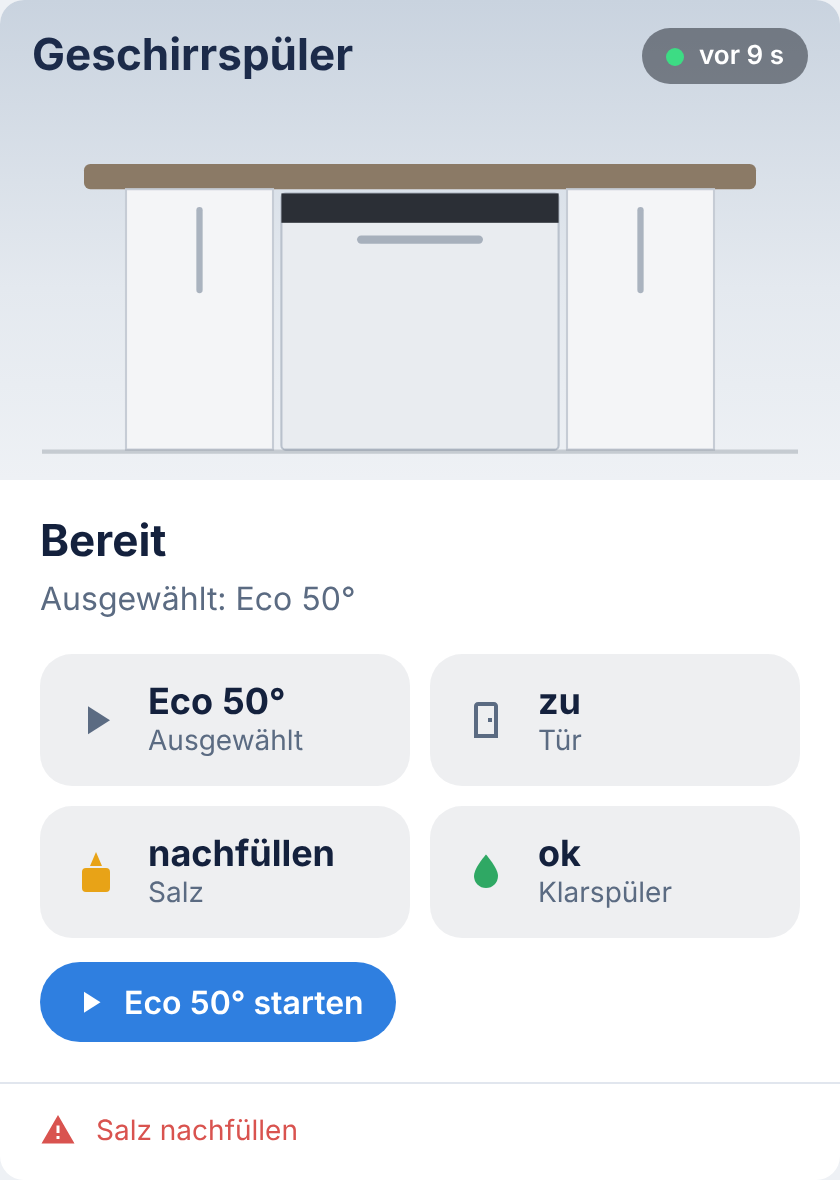 Geschirrspüler
vor 9 s
Bereit
Ausgewählt: Eco 50°
Eco 50°
Ausgewählt
zu
Tür
nachfüllen
Salz
ok
Klarspüler
Eco 50° starten
Salz nachfüllen